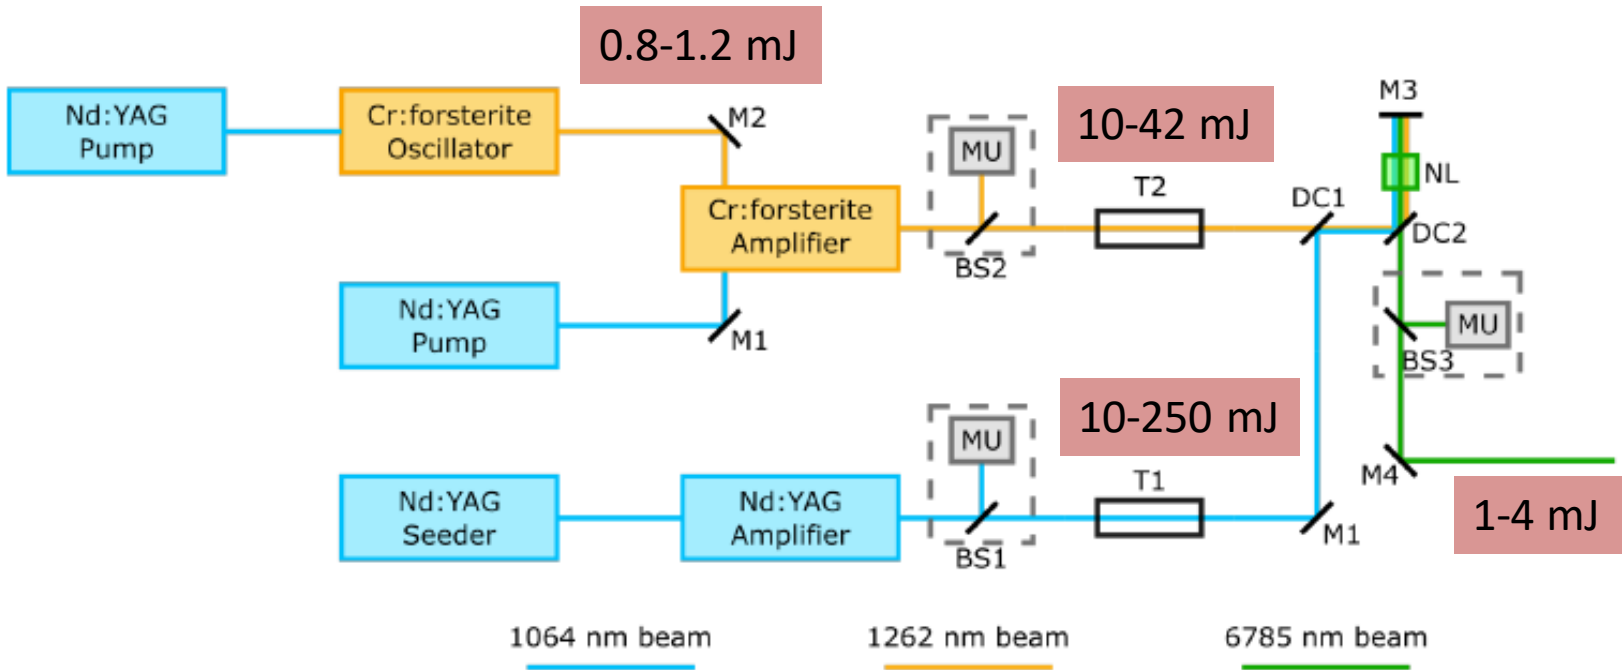 0.8-1.2 mJ
Nd:YAG
Pump
Cr:forsterite
Oscillator
M2
MU
10-42 mJ
M3
NL
Cr:forsterite
Amplifier
BS2
T2
DC1
DC2
Nd:YAG
Pump
M1
MU
BS3
MU
10-250 mJ
M4
Nd:YAG
Seeder
Nd:YAG
Amplifier
BS1
T1
M1
1-4 mJ
1064 nm beam
1262 nm beam
6785 nm beam